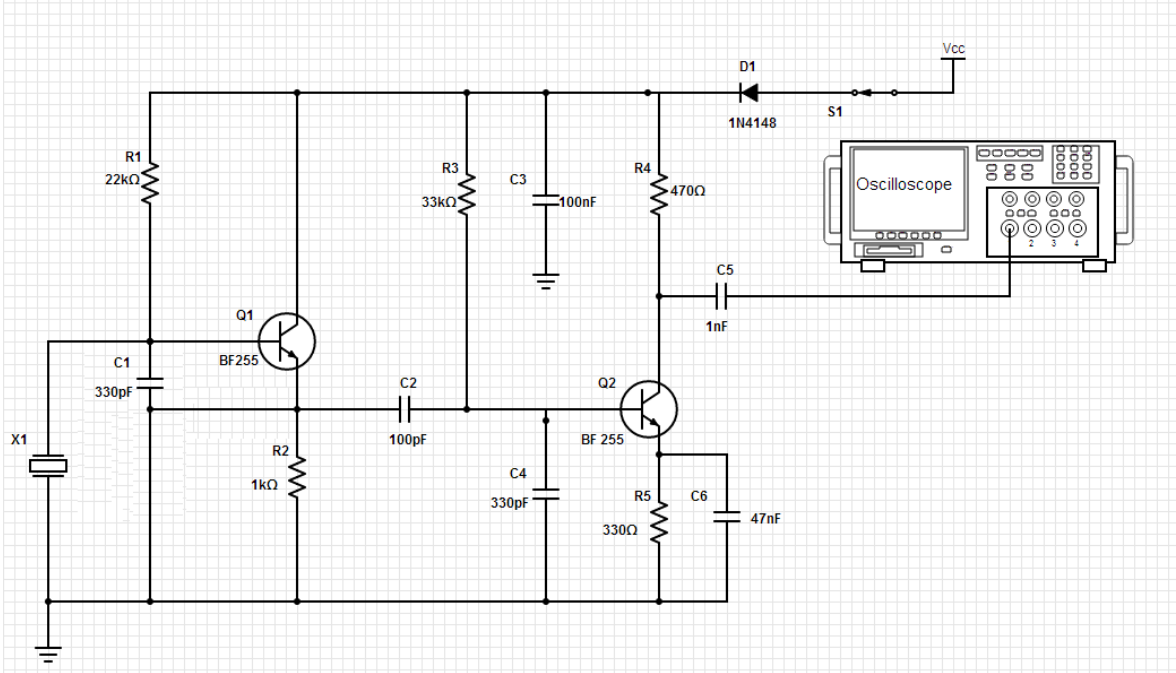 Vcc
D1
S1
1N4148
R1
22kΩ
R3
33kΩ
C3
100nF
R4
470Ω
Oscilloscope
2 3 4
C5
1nF
Q1
BF255
C1
330pF
C2
100pF
Q2
BF 255
X1
R2
1kΩ
C4
330pF
R5
330Ω
C6
47nF